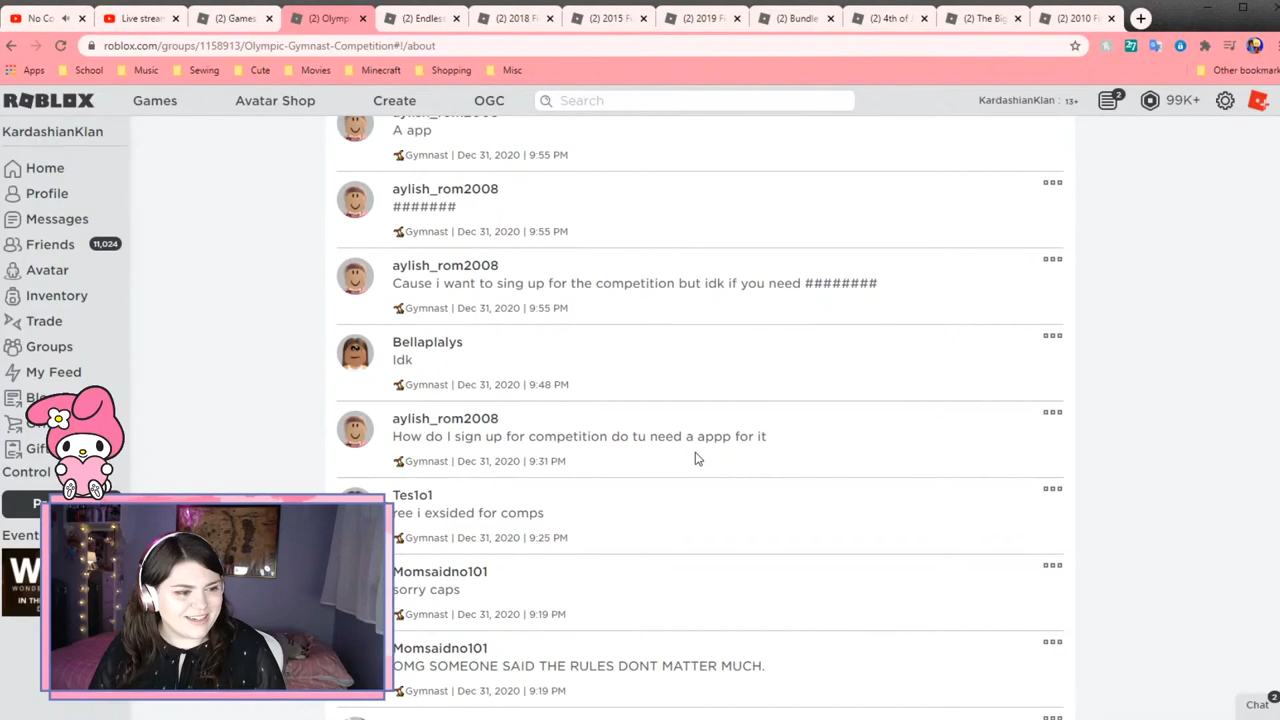 (2) No Co
Live stream
(2) Games
(2) Olymp
(2) Endless
(2) 2018 F
(2) 2015 F
(2) 2019 F
(2) Bundle
(2) 4th of J
(2) The Big
(2) 2010 F
roblox.com/groups/1158913/Olympic-Gymnast-Competition#!/about
Apps
School
Music
Sewing
Cute
Movies
Minecraft
Shopping
Misc
Other bookmark
ROBLOX
Games
Avatar Shop
Create
OGC
Search
KardashianKlan : 13+
2
99K+
KardashianKlan
Home
Profile
Messages
Friends 11,024
Avatar
Inventory
Trade
Groups
My Feed
A app
Gymnast | Dec 31, 2020 | 9:55 PM
aylish_rom2008
#######
Gymnast | Dec 31, 2020 | 9:55 PM
aylish_rom2008
Cause i want to sing up for the competition but idk if you need ########
Gymnast | Dec 31, 2020 | 9:55 PM
Bellaplalys
Idk
Gymnast | Dec 31, 2020 | 9:48 PM
aylish_rom2008
How do I sign up for competition do tu need a appp for it
Gymnast | Dec 31, 2020 | 9:31 PM
Tes1o1
ree i exsided for comps
Gymnast | Dec 31, 2020 | 9:25 PM
Momsaidno101
sorry caps
Gymnast | Dec 31, 2020 | 9:19 PM
Momsaidno101
OMG SOMEONE SAID THE RULES DONT MATTER MUCH.
Gymnast | Dec 31, 2020 | 9:19 PM
Chat
2